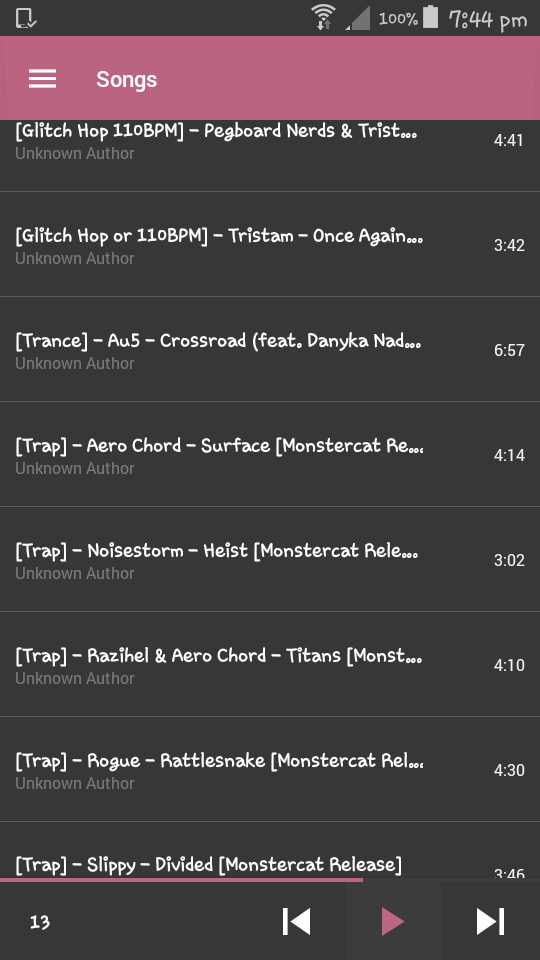 100% 7:44 pm
Songs
[Glitch Hop 110BPM] - Pegboard Nerds & Trist...
4:41
Unknown Author
[Glitch Hop or 110BPM] - Tristam - Once Again...
3:42
Unknown Author
[Trance] - Au5 - Crossroad (feat. Danyka Nad...
6:57
Unknown Author
[Trap] - Aero Chord - Surface [Monstercat Re...
4:14
Unknown Author
[Trap] - Noisestorm - Heist [Monstercat Rele...
3:02
Unknown Author
[Trap] - Razihel & Aero Chord - Titans [Monst...
4:10
Unknown Author
[Trap] - Rogue - Rattlesnake [Monstercat Rel...
4:30
Unknown Author
[Trap] - Slippy - Divided [Monstercat Release]
3:46
13